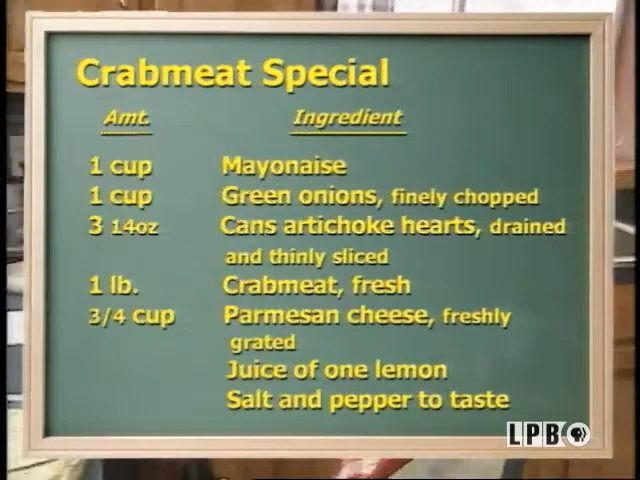 Crabmeat Special
Amt. Ingredient
1 cup Mayonaise
1 cup Green onions, finely chopped
3 14oz Cans artichoke hearts, drained
and thinly sliced
1 lb. Crabmeat, fresh
3/4 cup Parmesan cheese, freshly
grated
Juice of one lemon
Salt and pepper to taste
LPB